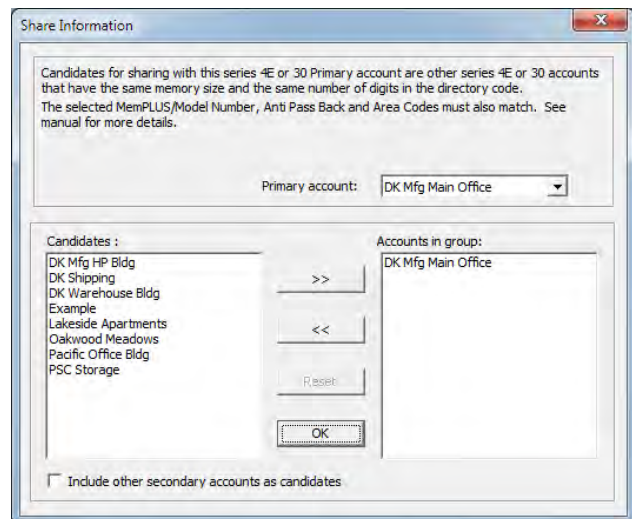 Share Information
Candidates for sharing with this series 4E or 30 Primary account are other series 4E or 30 accounts
that have the same memory size and the same number of digits in the directory code.
The selected MemPLUS/Model Number, Anti Pass Back and Area Codes must also match. See
manual for more details.
Primary account: DK Mfg Main Office
Candidates : Accounts in group:
DK Mfg HP Bldg DK Mfg Main Office
DK Shipping >>
DK Warehouse Bldg
Example
Lakeside Apartments <<
Oakwood Meadows
Pacific Office Bldg
PSC Storage
Reset
OK
Include other secondary accounts as candidates